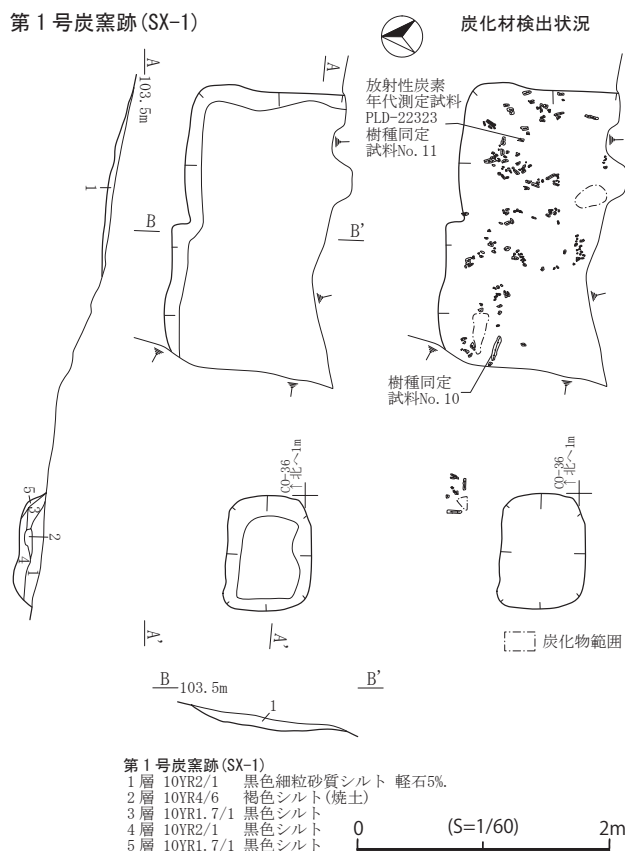 第1号炭窯跡(SX-1)
炭化材検出状況
A
103.5m
A
放射性炭素
年代測定試料
PLD-22323
樹種同定
試料No.11
1
B
B'
樹種同定
試料No.10
CO-36
←北へ1m
CO-36
←北へ1m
5
3
2
4
1
A'
A'
炭化物範囲
B
103.5m
B'
1
第1号炭窯跡(SX-1)
1層 10YR2/1 黒色細粒砂質シルト 軽石5%.
2層 10YR4/6 褐色シルト(焼土)
3層 10YR1.7/1 黒色シルト
4層 10YR2/1 黒色シルト
5層 10YR1.7/1 黒色シルト
0 (S=1/60) 2m